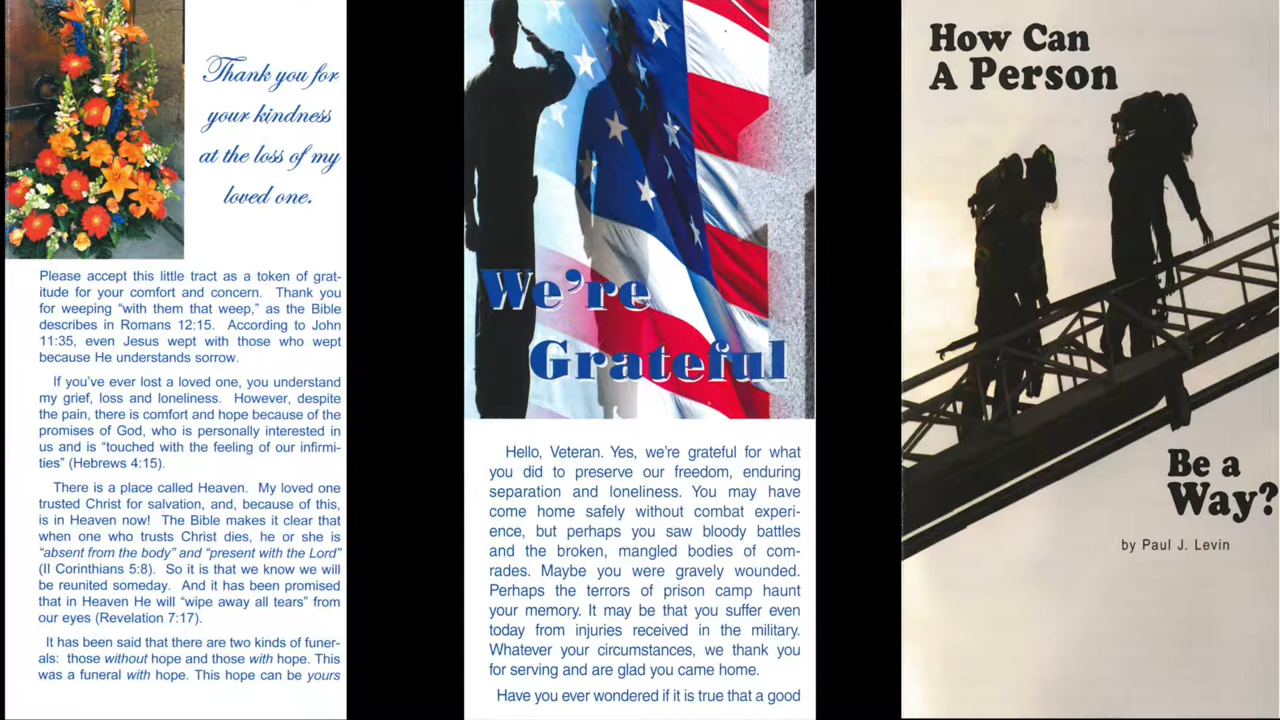 Thank you for
your kindness
at the loss of my
loved one.
Please accept this little tract as a token of grat-
itude for your comfort and concern. Thank you
for weeping “with them that weep,” as the Bible
describes in Romans 12:15. According to John
11:35, even Jesus wept with those who wept
because He understands sorrow.
If you’ve ever lost a loved one, you understand
my grief, loss and loneliness. However, despite
the pain, there is comfort and hope because of the
promises of God, who is personally interested in
us and is “touched with the feeling of our infirmi-
ties” (Hebrews 4:15).
There is a place called Heaven. My loved one
trusted Christ for salvation, and, because of this,
is in Heaven now! The Bible makes it clear that
when one who trusts Christ dies, he or she is
“absent from the body” and “present with the Lord”
(II Corinthians 5:8). So it is that we know we will
be reunited someday. And it has been promised
that in Heaven He will “wipe away all tears” from
our eyes (Revelation 7:17).
It has been said that there are two kinds of funer-
als: those without hope and those with hope. This
was a funeral with hope. This hope can be yours
We’re
Grateful
Hello, Veteran. Yes, we’re grateful for what
you did to preserve our freedom, enduring
separation and loneliness. You may have
come home safely without combat experi-
ence, but perhaps you saw bloody battles
and the broken, mangled bodies of com-
rades. Maybe you were gravely wounded.
Perhaps the terrors of prison camp haunt
your memory. It may be that you suffer even
today from injuries received in the military.
Whatever your circumstances, we thank you
for serving and are glad you came home.
Have you ever wondered if it is true that a good
How Can
A Person
Be a
Way?
by Paul J. Levin